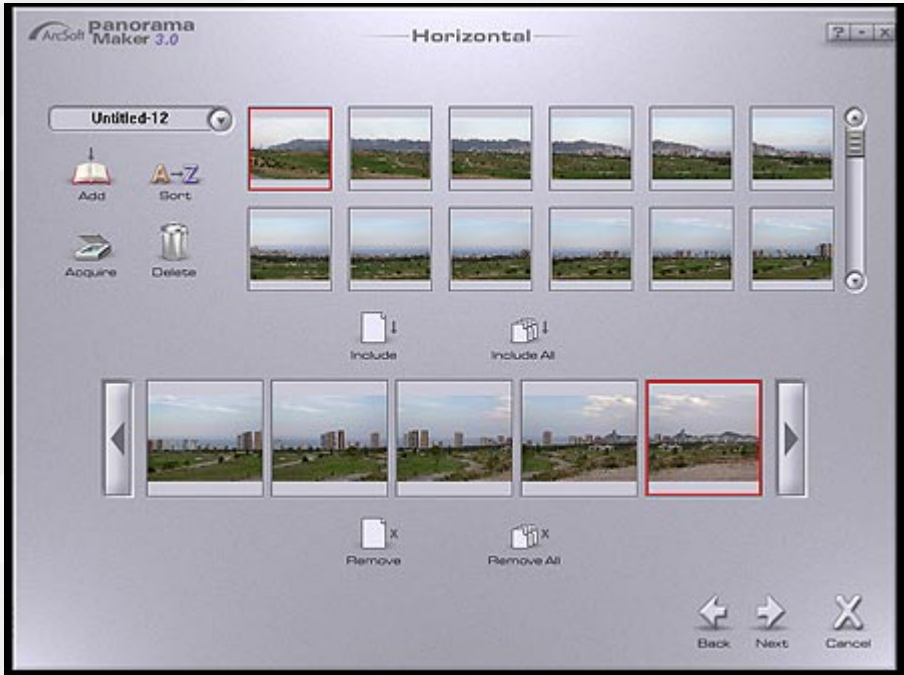 ArcSoft Panorama
Maker 3.0
Horizontal
? - x
Untitled-12
A→Z
Add
Sort
Acquire
Delete
Include
Include All
Remove
Remove All
Back
Next
Cancel